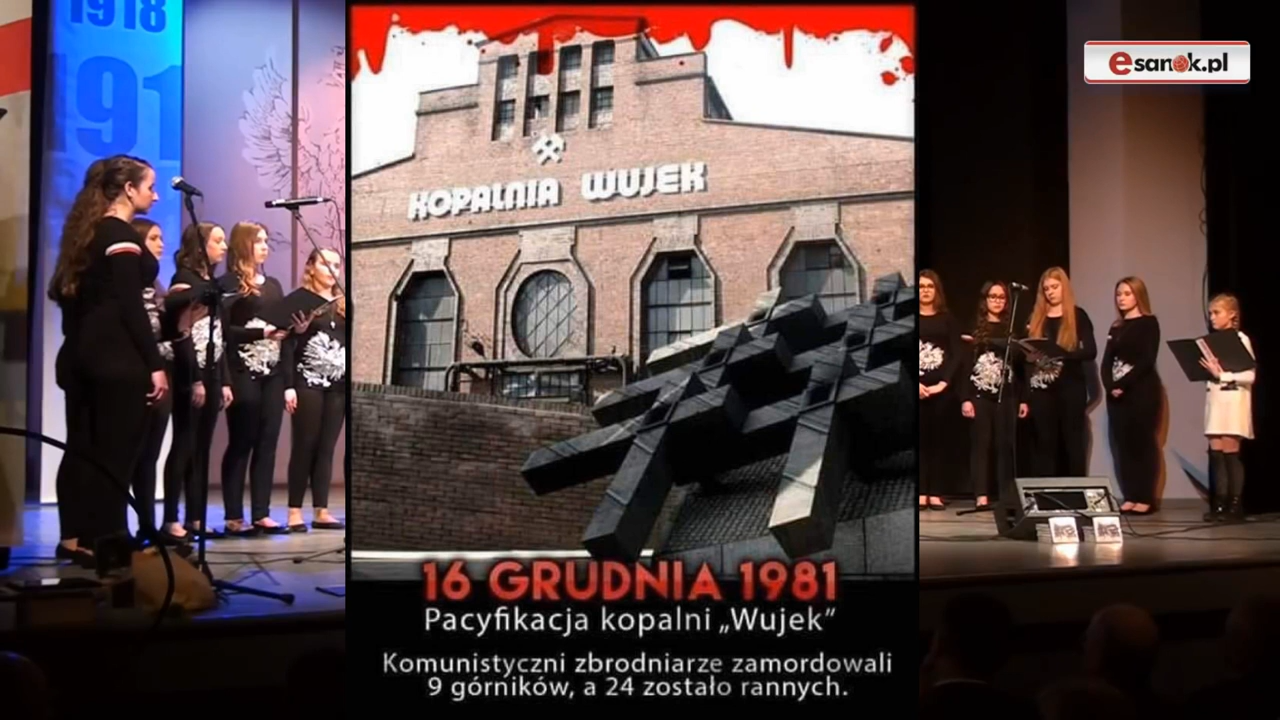 1918
191
esanok.pl
KOPALNIA WUJEK
16 GRUDNIA 1981
Pacyfikacja kopalni „Wujek”
Komunistyczni zbrodniarze zamordowali
9 górników, a 24 zostało rannych.